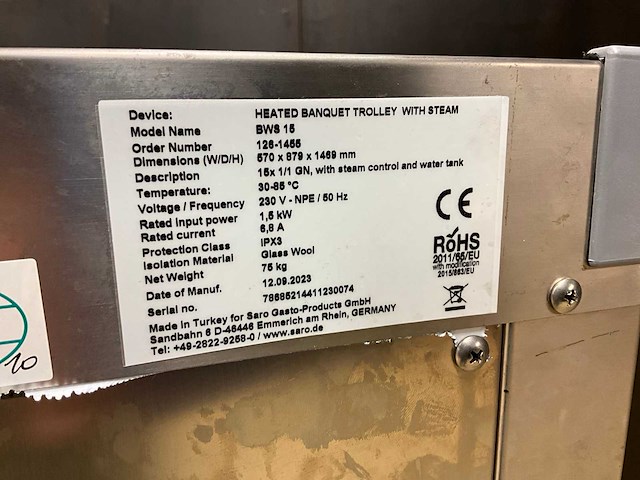 Device: HEATED BANQUET TROLLEY WITH STEAM
Model Name BWS 15
Order Number 126-1455
Dimensions (W/D/H) 570 x 879 x 1469 mm
Description 15x 1/1 GN, with steam control and water tank
Temperature: 30-85 °C
Voltage / Frequency 230 V - NPE / 50 Hz
Rated input power 1,5 kW
Rated current 6,8 A
Protection Class IPX3
Isolation Material Glass Wool
Net Weight 75 kg
Date of Manuf. 12.09.2023
Serial no. 78685214411230074
Made in Turkey for Saro Gasto-Products GmbH
Sandbahn 6 D-46446 Emmerich am Rhein, GERMANY
Tel: +49-2822-9258-0 / www.saro.de
CE
RoHS
2011/65/EU
with modification
2015/863/EU
10